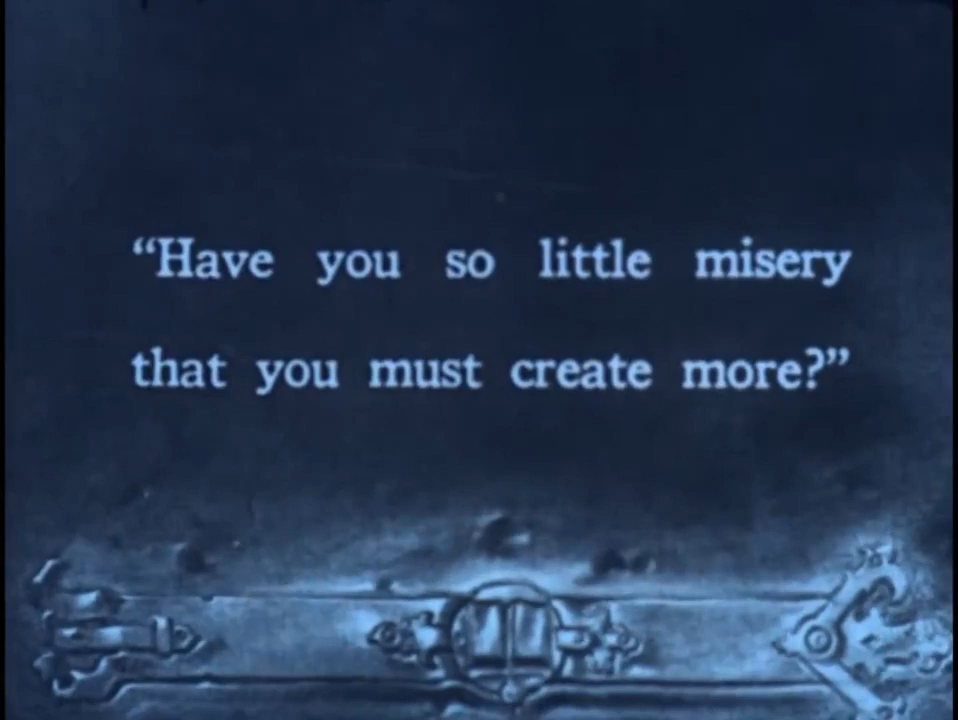 “Have you so little misery
that you must create more?”